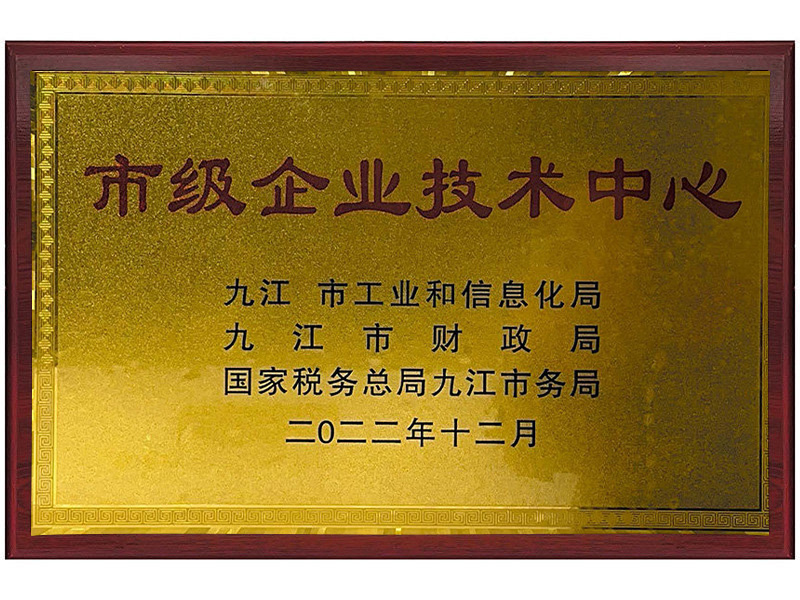 市级企业技术中心
九江 市工业和信息化局
九江市财政局
国家税务总局九江市务局
二0二二年十二月